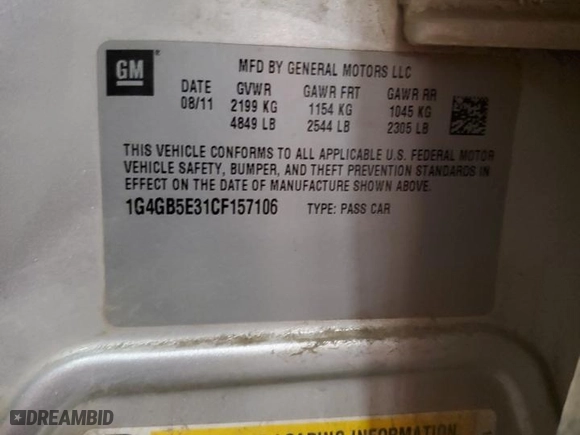 GM
MFD BY GENERAL MOTORS LLC
DATE GVWR GAWR FRT GAWR RR
08/11 2199 KG 1154 KG 1045 KG
4849 LB 2544 LB 2305 LB
THIS VEHICLE CONFORMS TO ALL APPLICABLE U.S. FEDERAL MOTOR
VEHICLE SAFETY, BUMPER, AND THEFT PREVENTION STANDARDS IN
EFFECT ON THE DATE OF MANUFACTURE SHOWN ABOVE.
1G4GB5E31CF157106 TYPE: PASS CAR
DREAMBID
LOADING INFORMATION